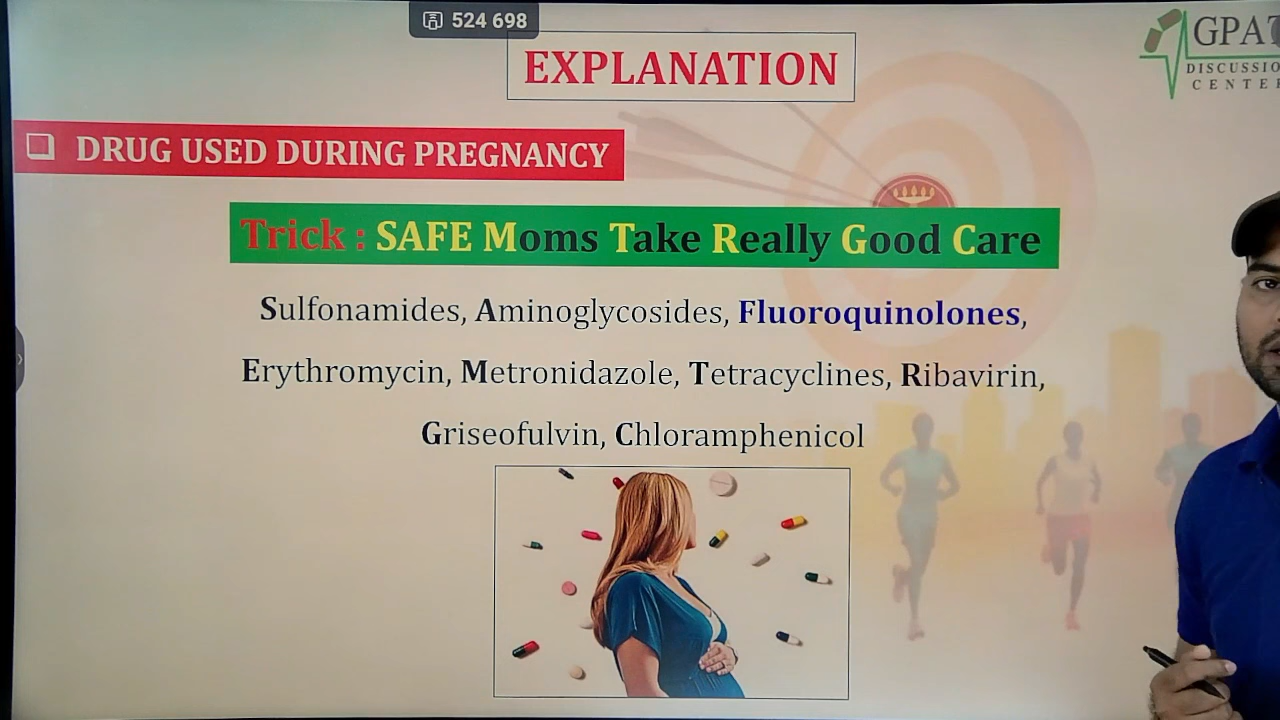 524 698
EXPLANATION
GPAT
DISCUSSION
CENTER
DRUG USED DURING PREGNANCY
Trick : SAFE Moms Take Really Good Care
Sulfonamides, Aminoglycosides, Fluoroquinolones,
Erythromycin, Metronidazole, Tetracyclines, Ribavirin,
Griseofulvin, Chloramphenicol